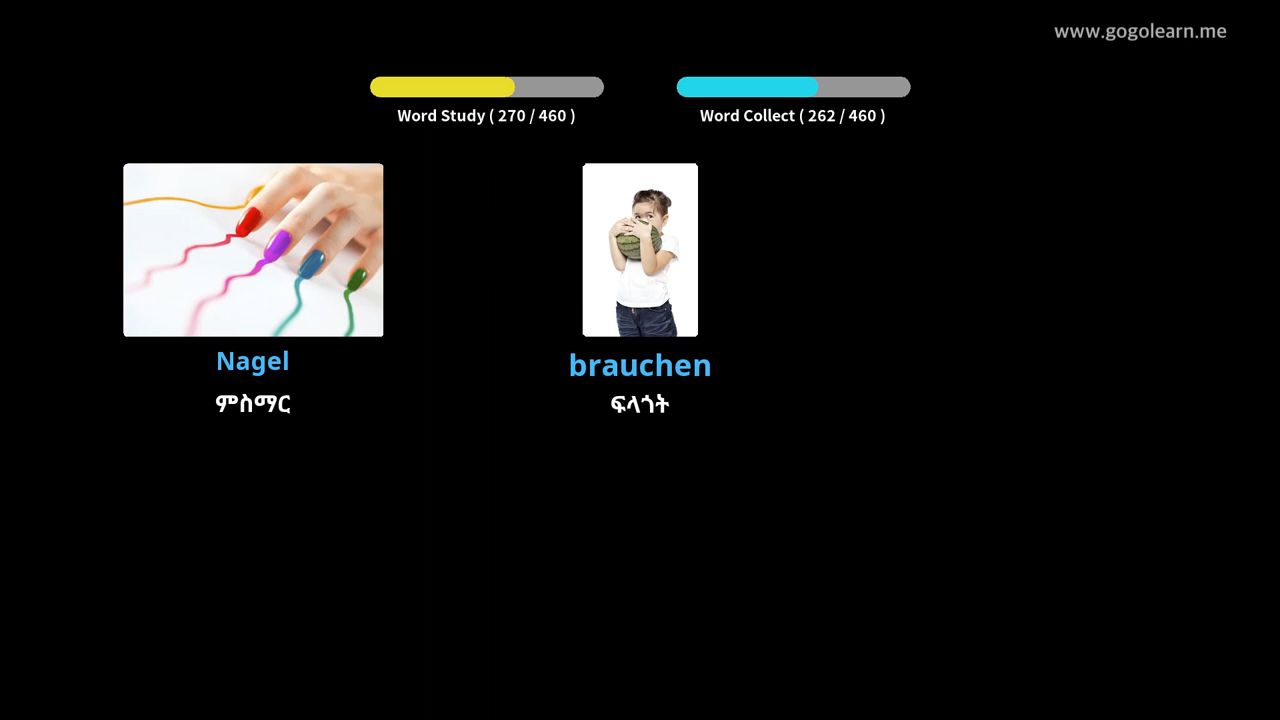 www.gogolearn.me
Word Study ( 270 / 460 )
Word Collect ( 262 / 460 )
Nagel
ምስማር
brauchen
ፍላጎት